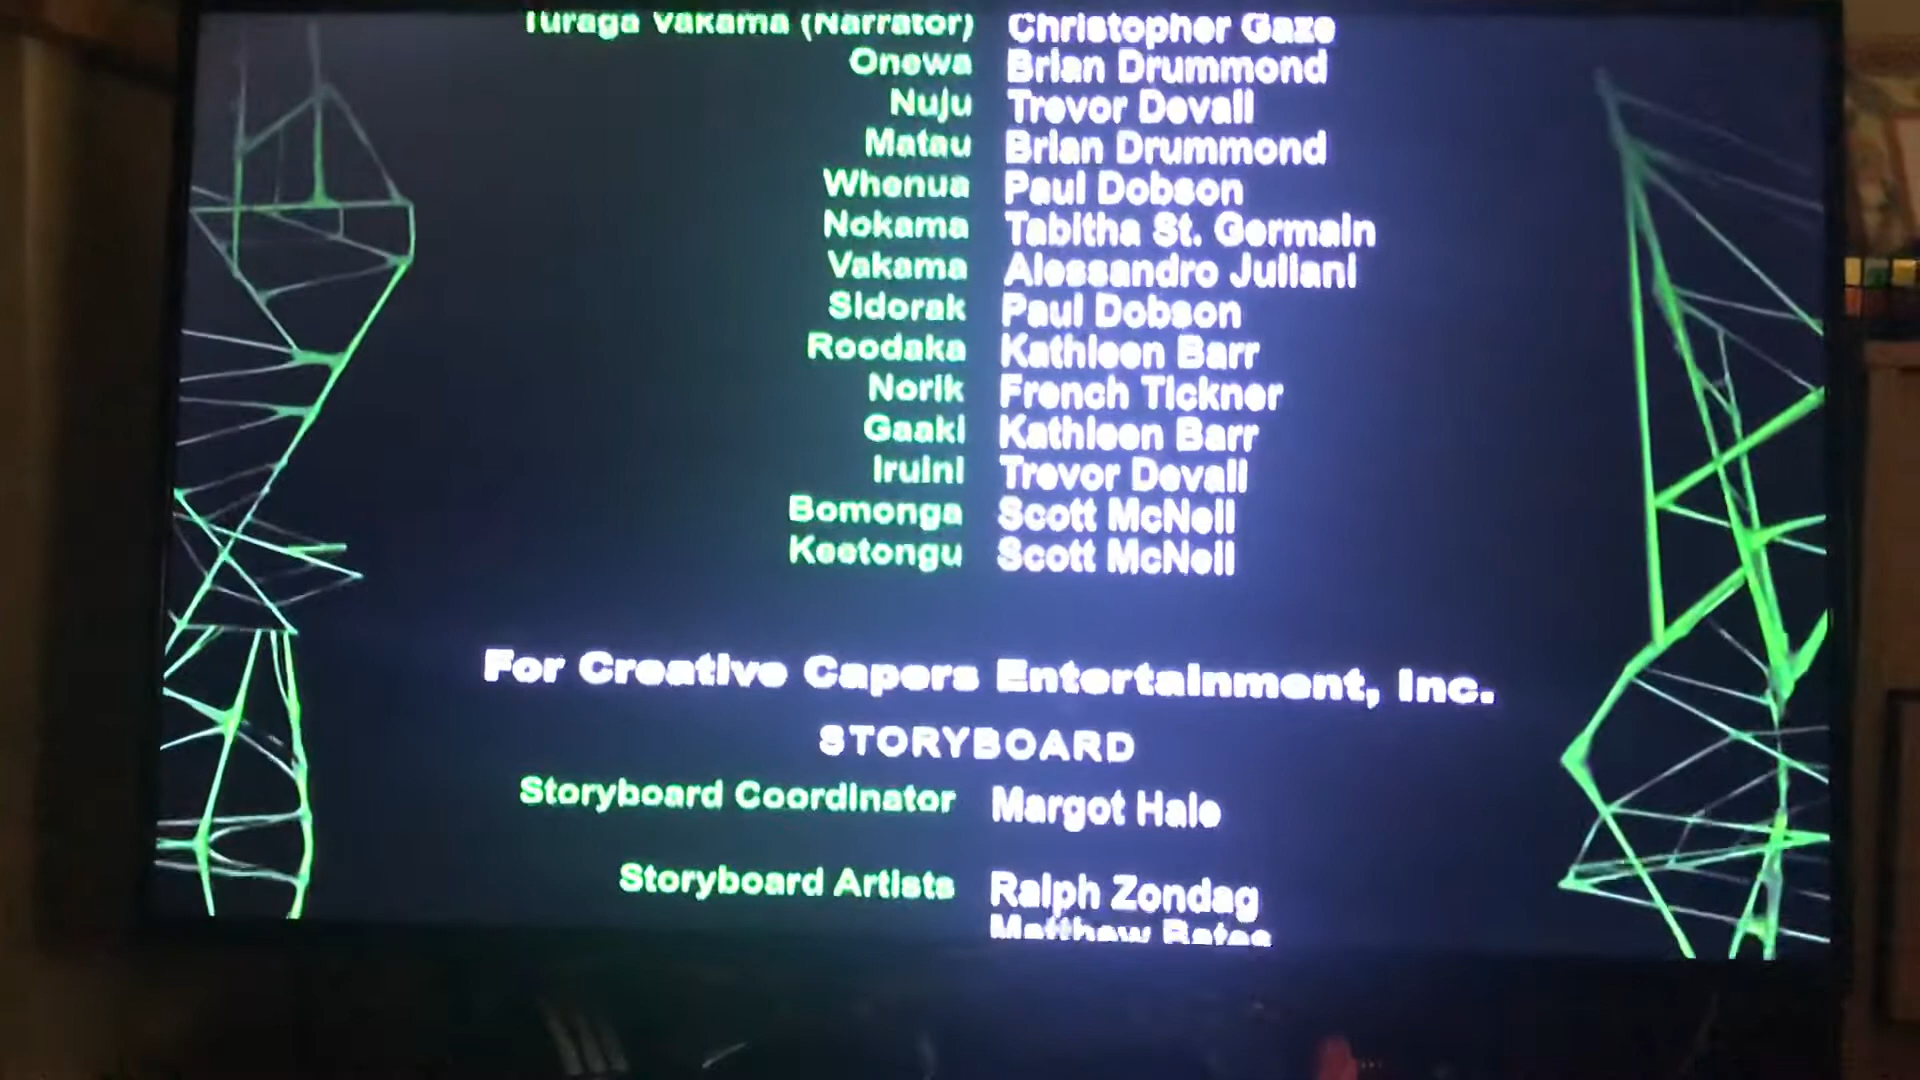 Turaga Vakama (Narrator) Christopher Gaze
Onewa Brian Drummond
Nuju Trevor Devall
Matau Brian Drummond
Whenua Paul Dobson
Nokama Tabitha St. Germain
Vakama Alessandro Juliani
Sidorak Paul Dobson
Roodaka Kathleen Barr
Norik French Tickner
Gaaki Kathleen Barr
Iruini Trevor Devall
Bomonga Scott McNeil
Keetongu Scott McNeil
For Creative Capers Entertainment, Inc.
STORYBOARD
Storyboard Coordinator Margot Hale
Storyboard Artists Ralph Zondag
Matthew Bates